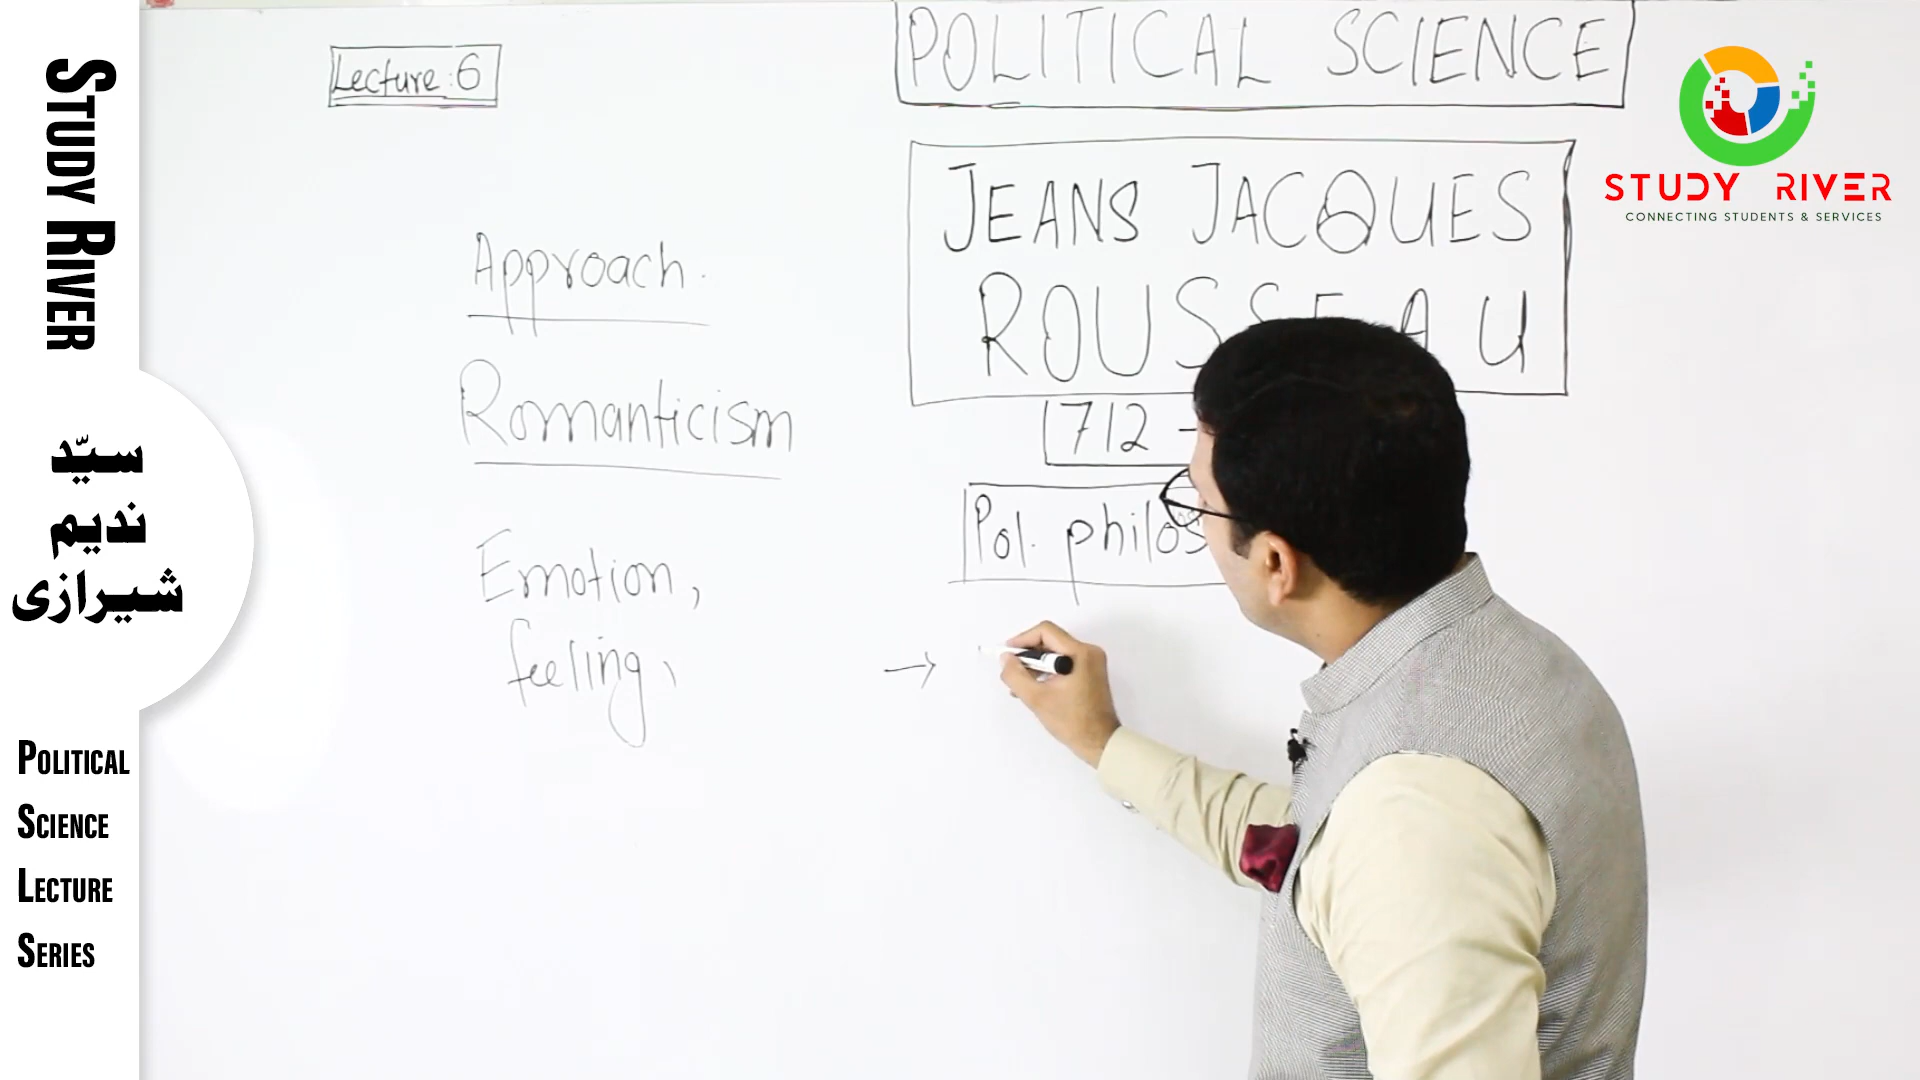 STUDY RIVER
سیّد
ندیم
شیرازی
POLITICAL
SCIENCE
LECTURE
SERIES
Lecture: 6
Approach.
Romanticism
Emotion,
feeling,
POLITICAL SCIENCE
JEANS JACQUES
ROUSSEAU
1712 -
Pol. philos
→
STUDY RIVER
CONNECTING STUDENTS & SERVICES